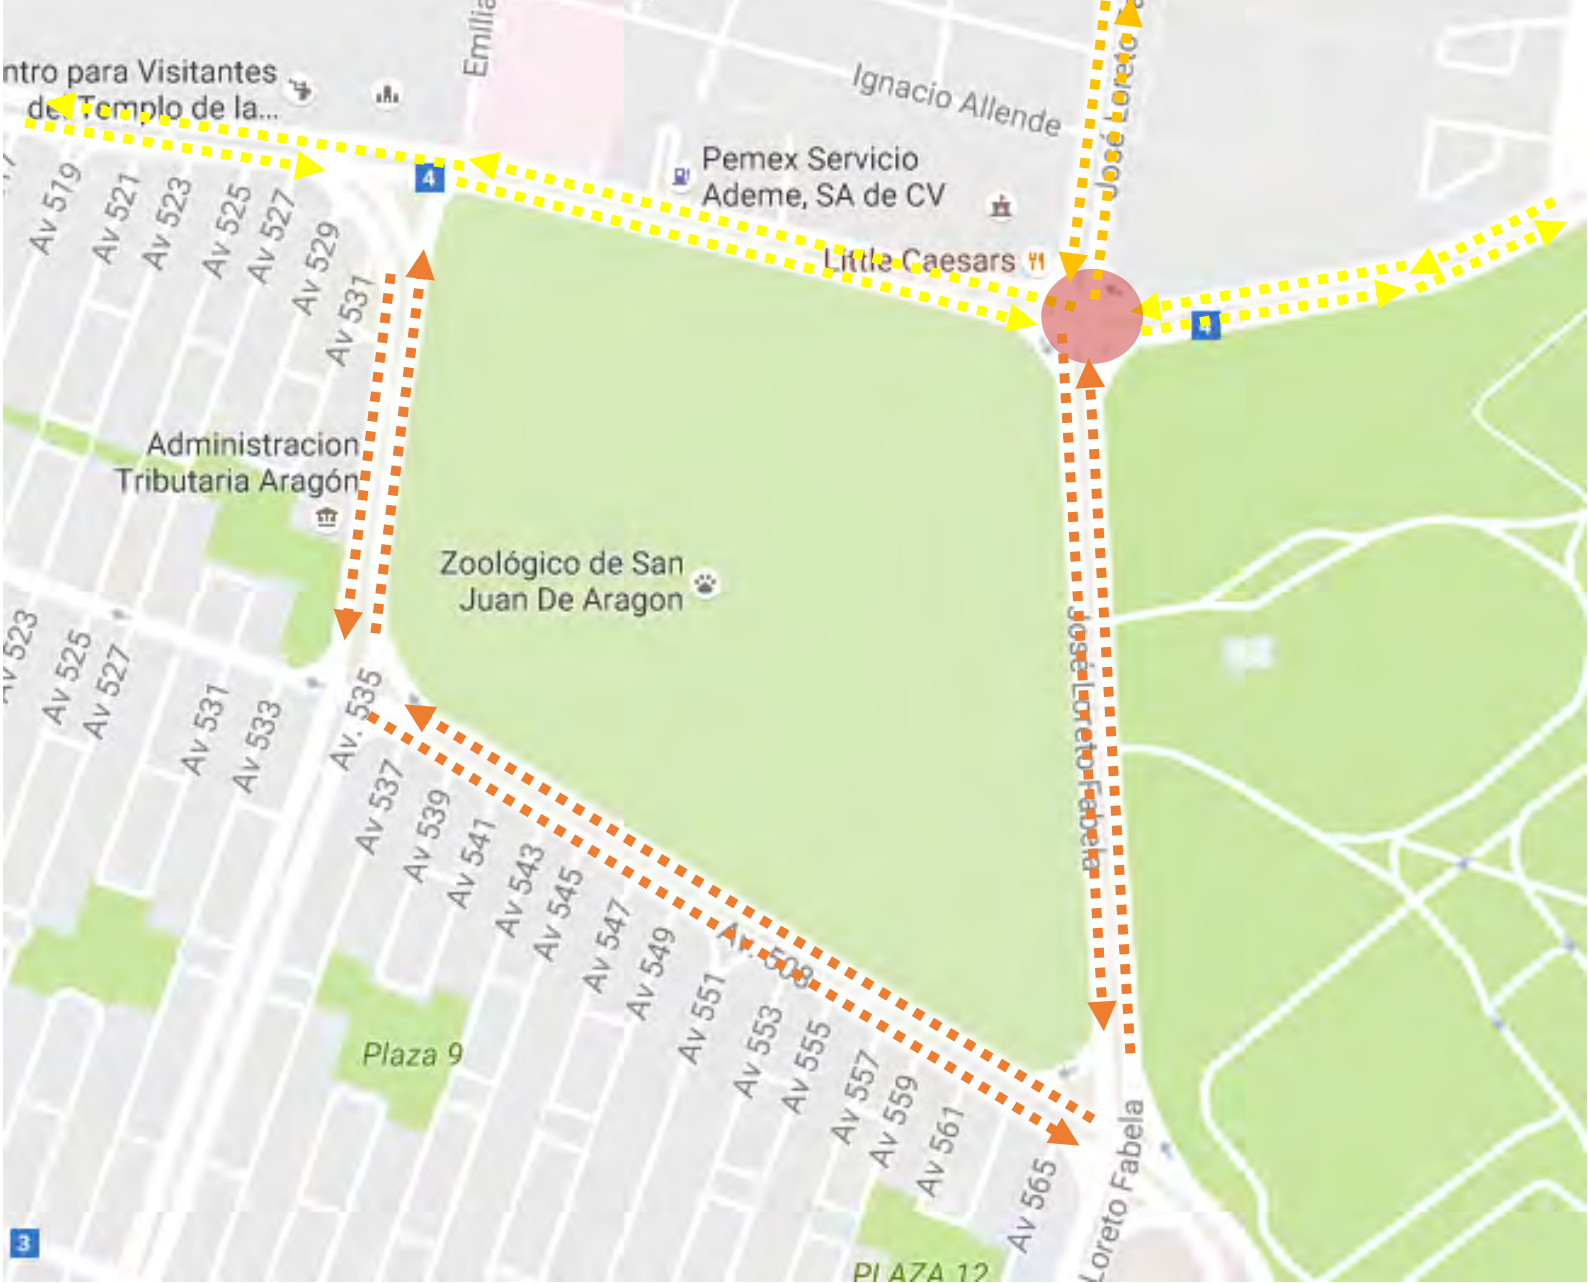 Emilia
José Loreto
ntro para Visitantes
del Templo de la...
Ignacio Allende
Pemex Servicio
Ademe, SA de CV
4
Av 519
Av 521
Av 523
Av 525
Av 527
Av 529
Av 531
Little Caesars
4
Administracion
Tributaria Aragón
Zoológico de San
Juan De Aragon
José Loreto Fabela
Av 523
Av 525
Av 527
Av 531
Av 533
Av. 535
Av 537
Av 539
Av 541
Av 543
Av 545
Av 547
Av 549
Av. 508
Av 551
Av 553
Av 555
Av 557
Av 559
Av 561
Av 565
Plaza 9
Loreto Fabela
3
PLAZA 12